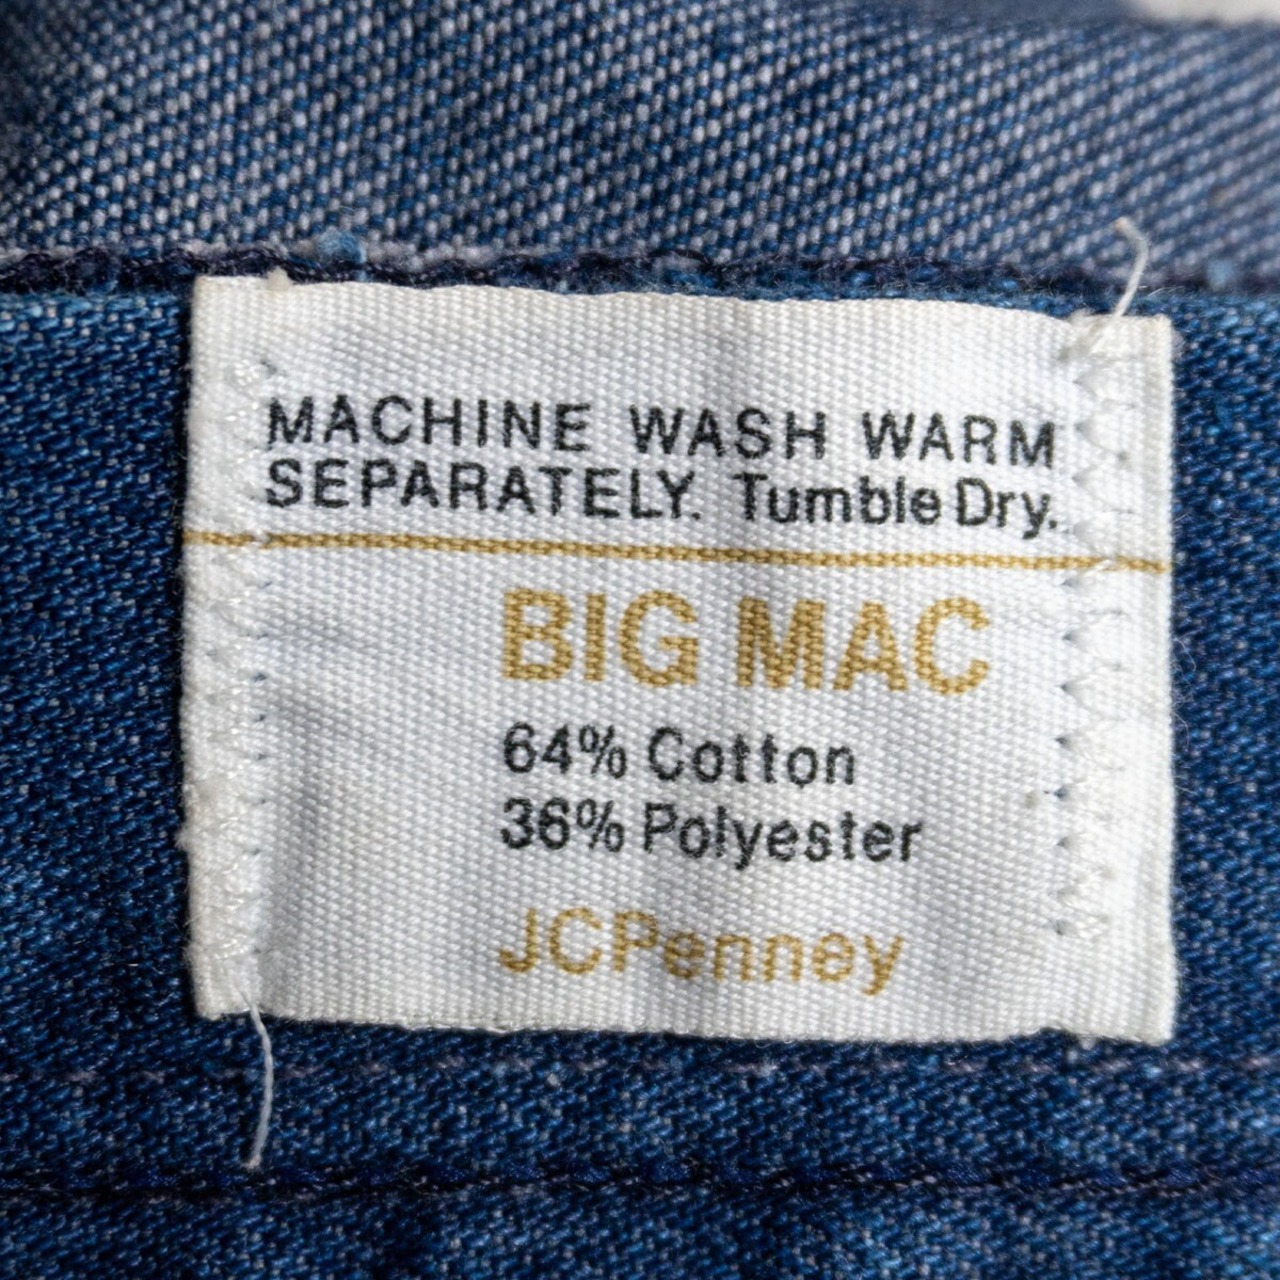 MACHINE WASH WARM
SEPARATELY. Tumble Dry.
BIG MAC
64% Cotton
36% Polyester
JCPenney